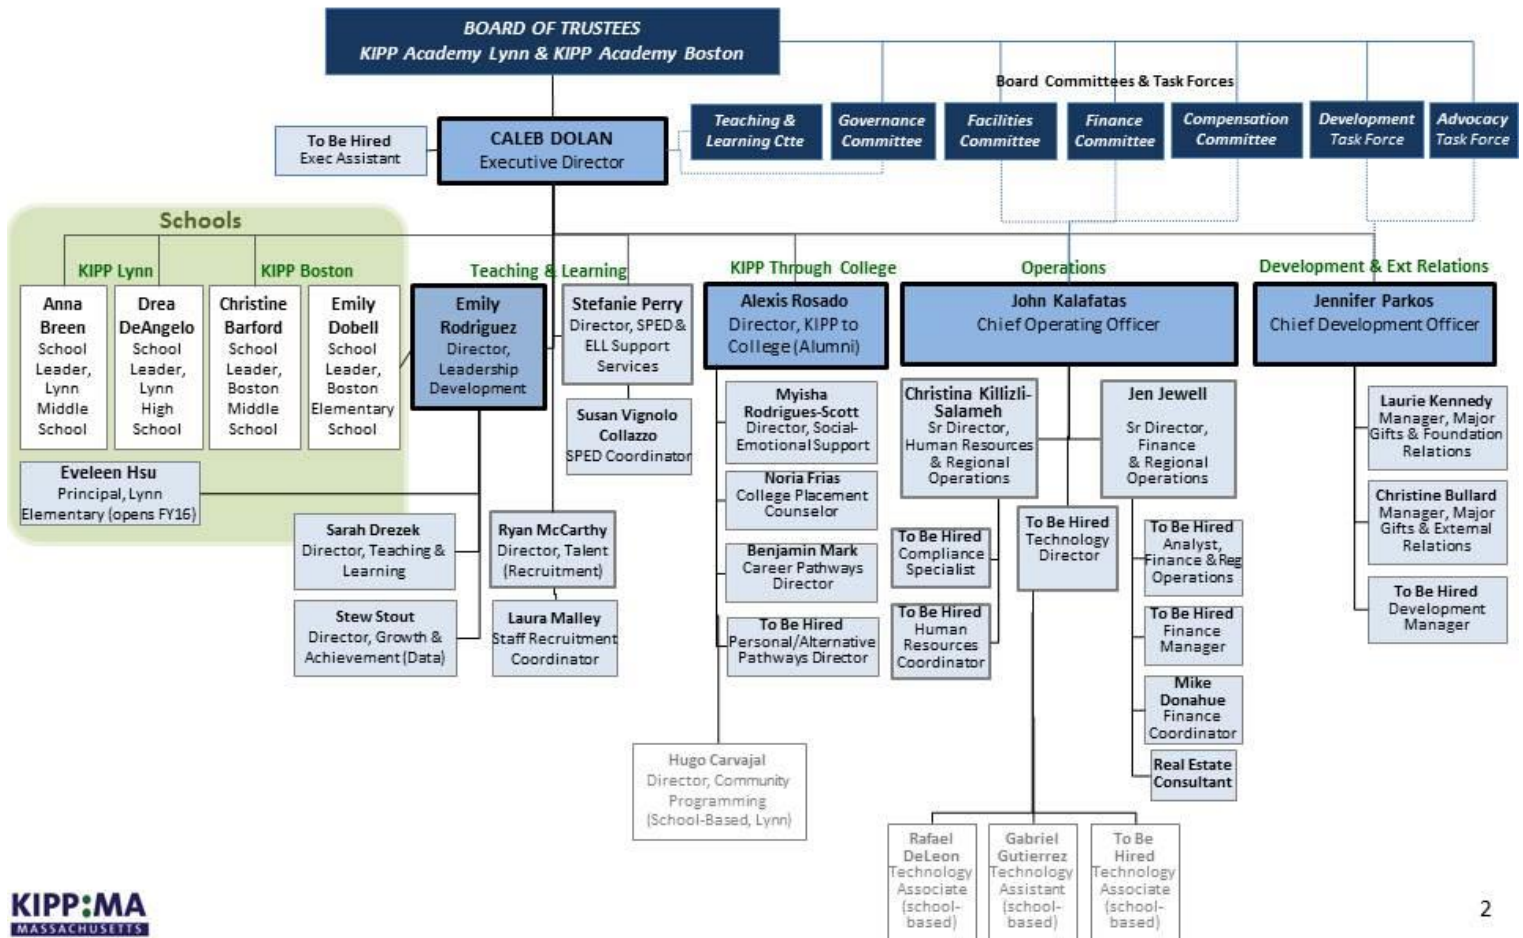 BOARD OF TRUSTEES
KIPP Academy Lynn & KIPP Academy Boston
Board Committees & Task Forces
To Be Hired
Exec Assistant
CALEB DOLAN
Executive Director
Teaching &
Learning Ctte
Governance
Committee
Facilities
Committee
Finance
Committee
Compensation
Committee
Development
Task Force
Advocacy
Task Force
Schools
KIPP Lynn
KIPP Boston
Teaching & Learning
KIPP Through College
Operations
Development & Ext Relations
Anna
Breen
School
Leader,
Lynn
Middle
School
Drea
DeAngelo
School
Leader,
Lynn
High
School
Christine
Barford
School
Leader,
Boston
Middle
School
Emily
Dobell
School
Leader,
Boston
Elementary
School
Emily
Rodriguez
Director,
Leadership
Development
Stefanie Perry
Director, SPED &
ELL Support
Services
Susan Vignolo
Collazzo
SPED Coordinator
Alexis Rosado
Director, KIPP to
College (Alumni)
John Kalafatas
Chief Operating Officer
Jennifer Parkos
Chief Development Officer
Eveleen Hsu
Principal, Lynn
Elementary (opens FY16)
Sarah Drezek
Director, Teaching &
Learning
Stew Stout
Director, Growth &
Achievement (Data)
Ryan McCarthy
Director, Talent
(Recruitment)
Laura Malley
Staff Recruitment
Coordinator
Myisha
Rodrigues-Scott
Director, Social-
Emotional Support
Noria Frias
College Placement
Counselor
Benjamin Mark
Career Pathways
Director
To Be Hired
Personal/Alternative
Pathways Director
Hugo Carvajal
Director, Community
Programming
(School-Based, Lynn)
Christina Killizli-
Salameh
Sr Director,
Human Resources
& Regional
Operations
Jen Jewell
Sr Director,
Finance
& Regional
Operations
To Be Hired
Compliance
Specialist
To Be Hired
Human
Resources
Coordinator
To Be Hired
Technology
Director
To Be Hired
Analyst,
Finance & Reg
Operations
To Be Hired
Finance
Manager
Mike
Donahue
Finance
Coordinator
Real Estate
Consultant
Laurie Kennedy
Manager, Major
Gifts & Foundation
Relations
Christine Bullard
Manager, Major
Gifts & External
Relations
To Be Hired
Development
Manager
Rafael
DeLeon
Technology
Associate
(school-
based)
Gabriel
Gutierrez
Technology
Assistant
(school-
based)
To Be
Hired
Technology
Associate
(school-
based)
KIPP:MA
MASSACHUSETTS
2